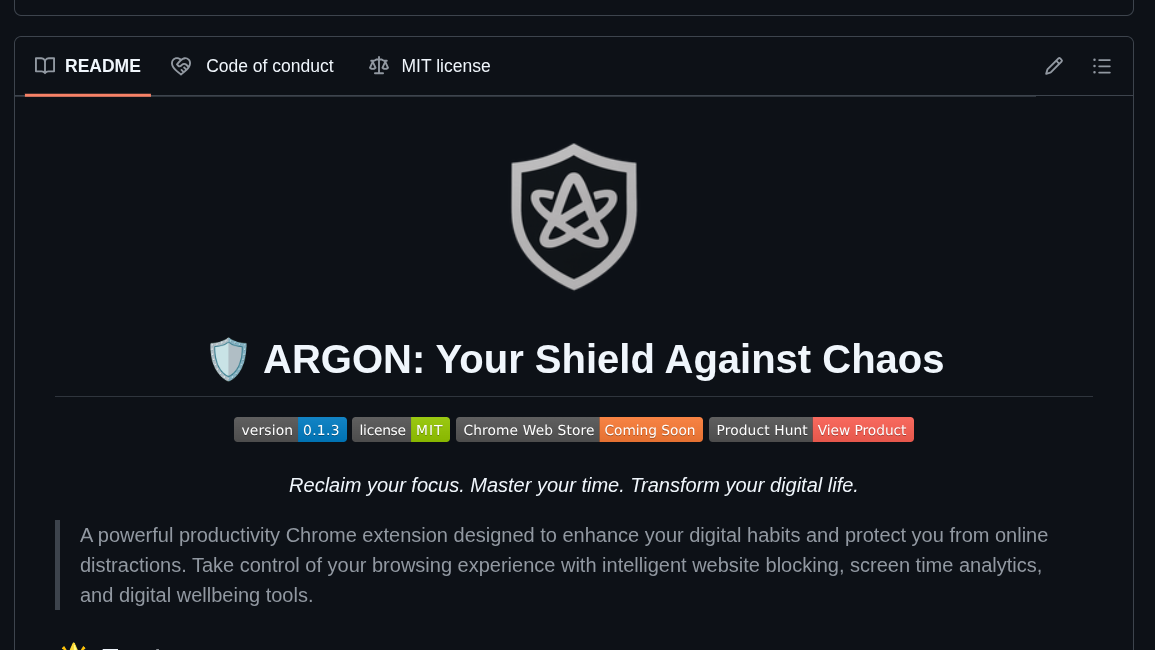 README Code of conduct MIT license
ARGON: Your Shield Against Chaos
version 0.1.3 license MIT Chrome Web Store Coming Soon Product Hunt View Product
Reclaim your focus. Master your time. Transform your digital life.
A powerful productivity Chrome extension designed to enhance your digital habits and protect you from online
distractions. Take control of your browsing experience with intelligent website blocking, screen time analytics,
and digital wellbeing tools.